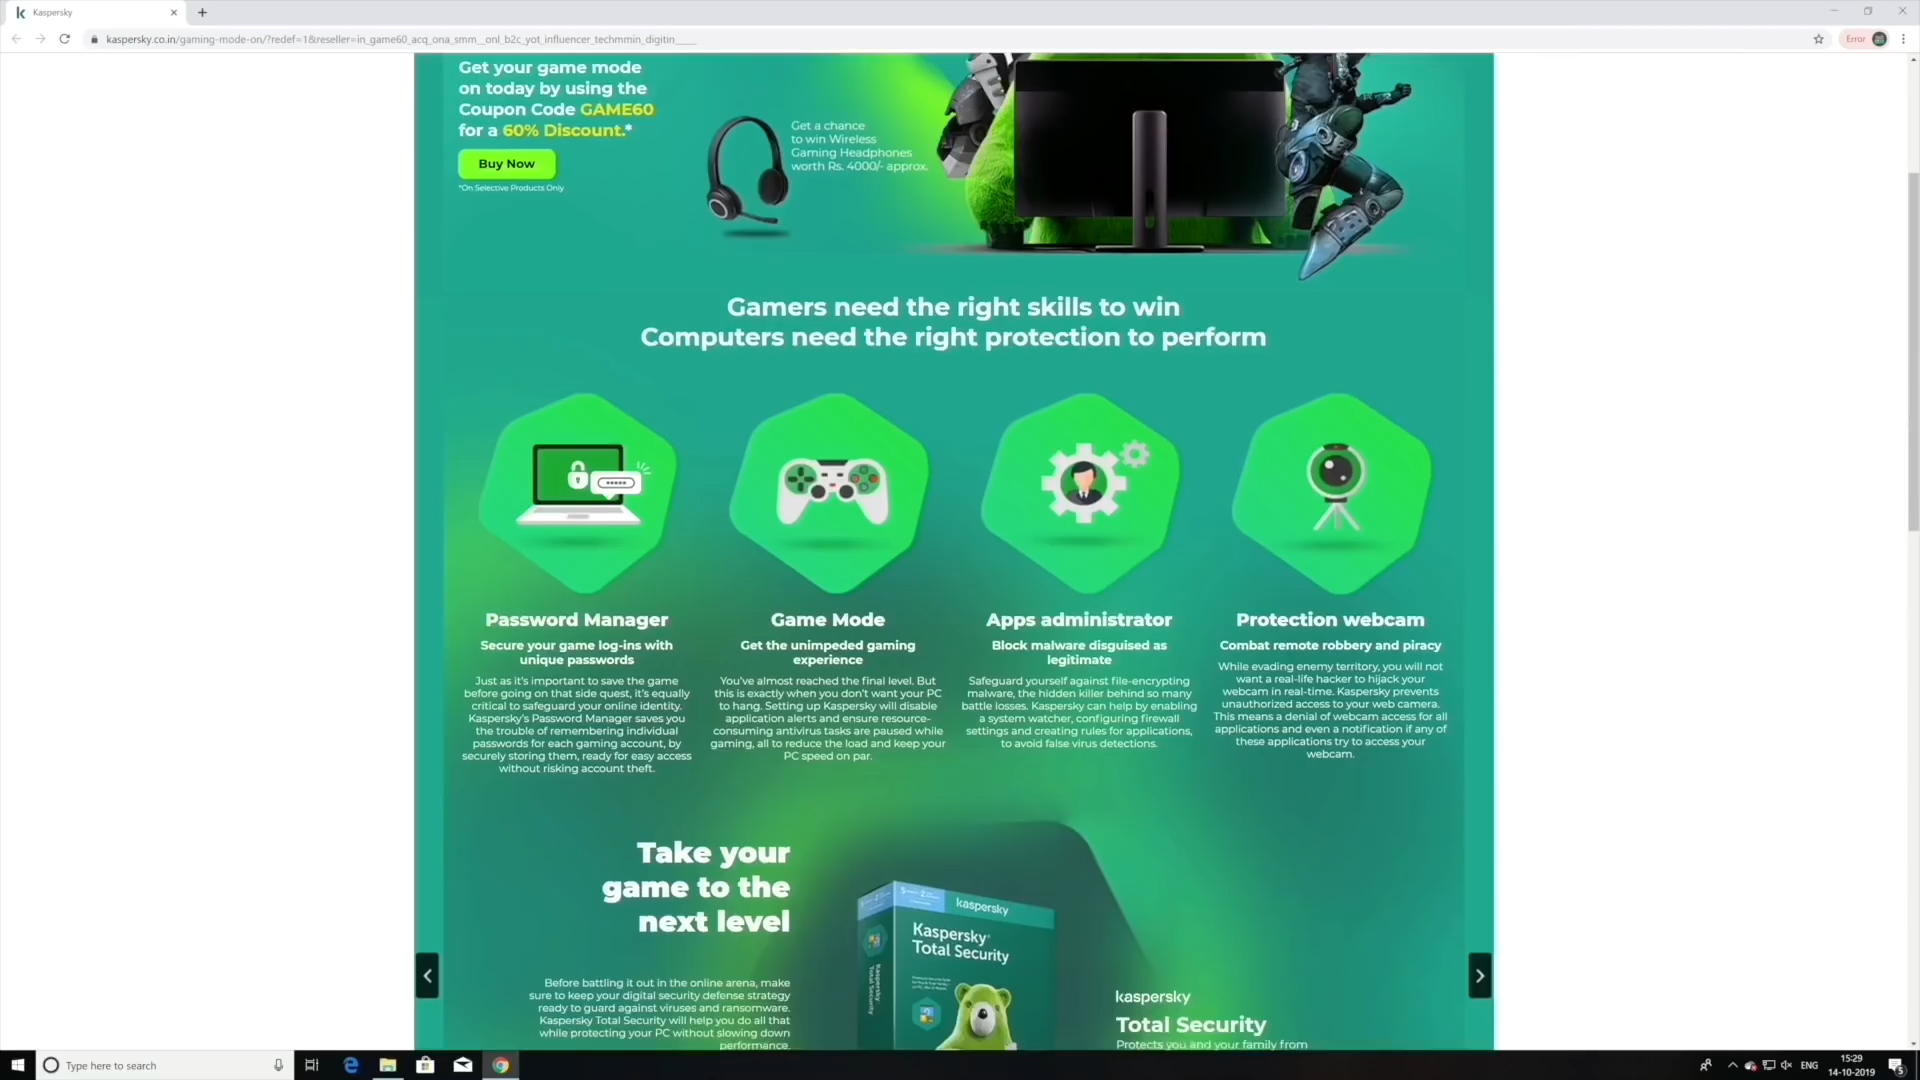 Kaspersky
kaspersky.co.in/gaming-mode-on/?redef=1&reseller=in_game60_acq_ona_smm__onl_b2c_yot_influencer_techmmin_digitin____
Error
Get your game mode
on today by using the
Coupon Code GAME60
for a 60% Discount.*
Buy Now
*On Selective Products Only
Get a chance
to win Wireless
Gaming Headphones
worth Rs. 4000/- approx.
Gamers need the right skills to win
Computers need the right protection to perform
Password Manager
Secure your game log-ins with
unique passwords
Just as it's important to save the game
before going on that side quest, it's equally
critical to safeguard your online identity.
Kaspersky's Password Manager saves you
the trouble of remembering individual
passwords for each gaming account, by
securely storing them, ready for easy access
without risking account theft.
Game Mode
Get the unimpeded gaming
experience
You've almost reached the final level. But
this is exactly when you don't want your PC
to hang. Setting up Kaspersky will disable
application alerts and ensure resource-
consuming antivirus tasks are paused while
gaming, all to reduce the load and keep your
PC speed on par.
Apps administrator
Block malware disguised as
legitimate
Safeguard yourself against file-encrypting
malware, the hidden killer behind so many
battle losses. Kaspersky can help by enabling
a system watcher, configuring firewall
settings and creating rules for applications,
to avoid false virus detections.
Protection webcam
Combat remote robbery and piracy
While evading enemy territory, you will not
want a real-life hacker to hijack your
webcam in real-time. Kaspersky prevents
unauthorized access to your web camera.
This means a denial of webcam access for all
applications and even a notification if any of
these applications try to access your
webcam.
Take your
game to the
next level
Before battling it out in the online arena, make
sure to keep your digital security defense strategy
ready to guard against viruses and ransomware.
Kaspersky Total Security will help you do all that
while protecting your PC without slowing down
performance.
kaspersky
Kaspersky
Total Security
Kaspersky
Total Security
kaspersky
Total Security
Protects you and your family from
Type here to search
ENG
15:29
14-10-2019
5